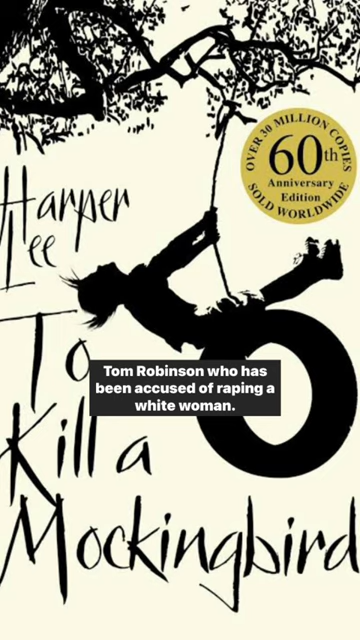 OVER 30 MILLION COPIES
60th
Anniversary
Edition
SOLD WORLDWIDE
Harper
Lee
To
Kill a
Mockingbird
Tom Robinson who has
been accused of raping a
white woman.